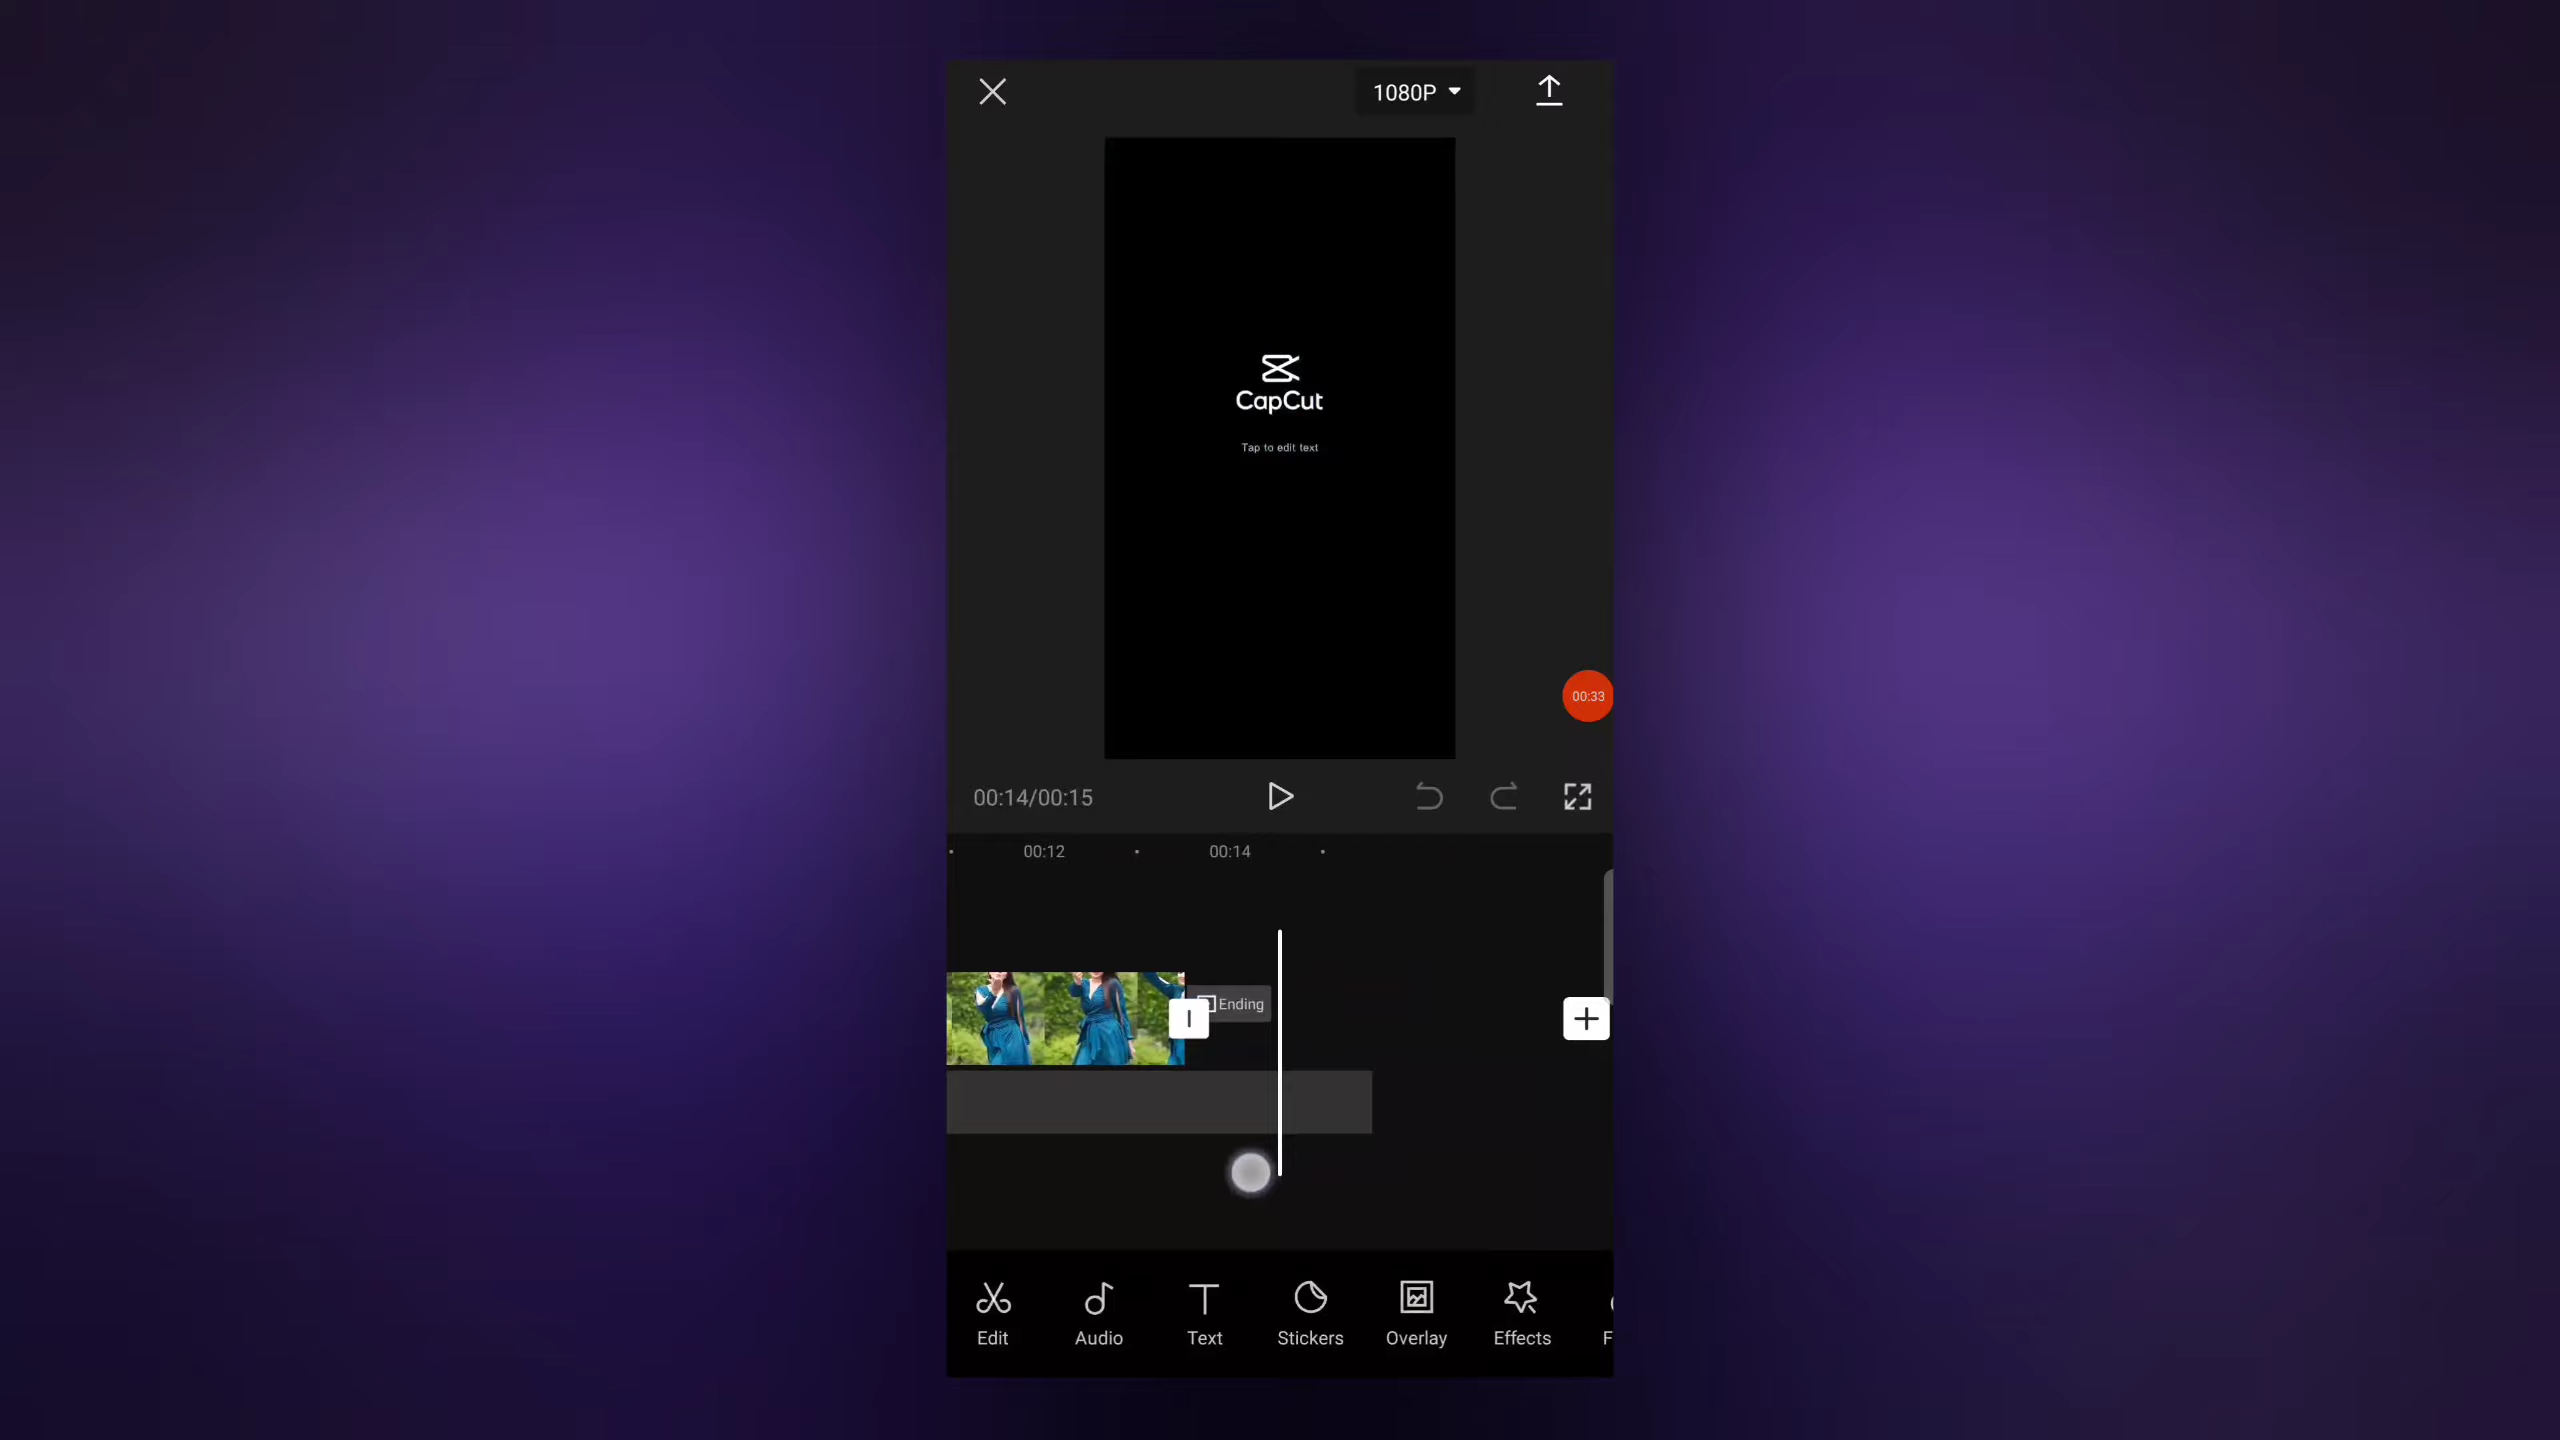 1080P
CapCut
Tap to edit text
00:33
00:14/00:15
00:12
00:14
Ending
Edit
Audio
Text
Stickers
Overlay
Effects
F